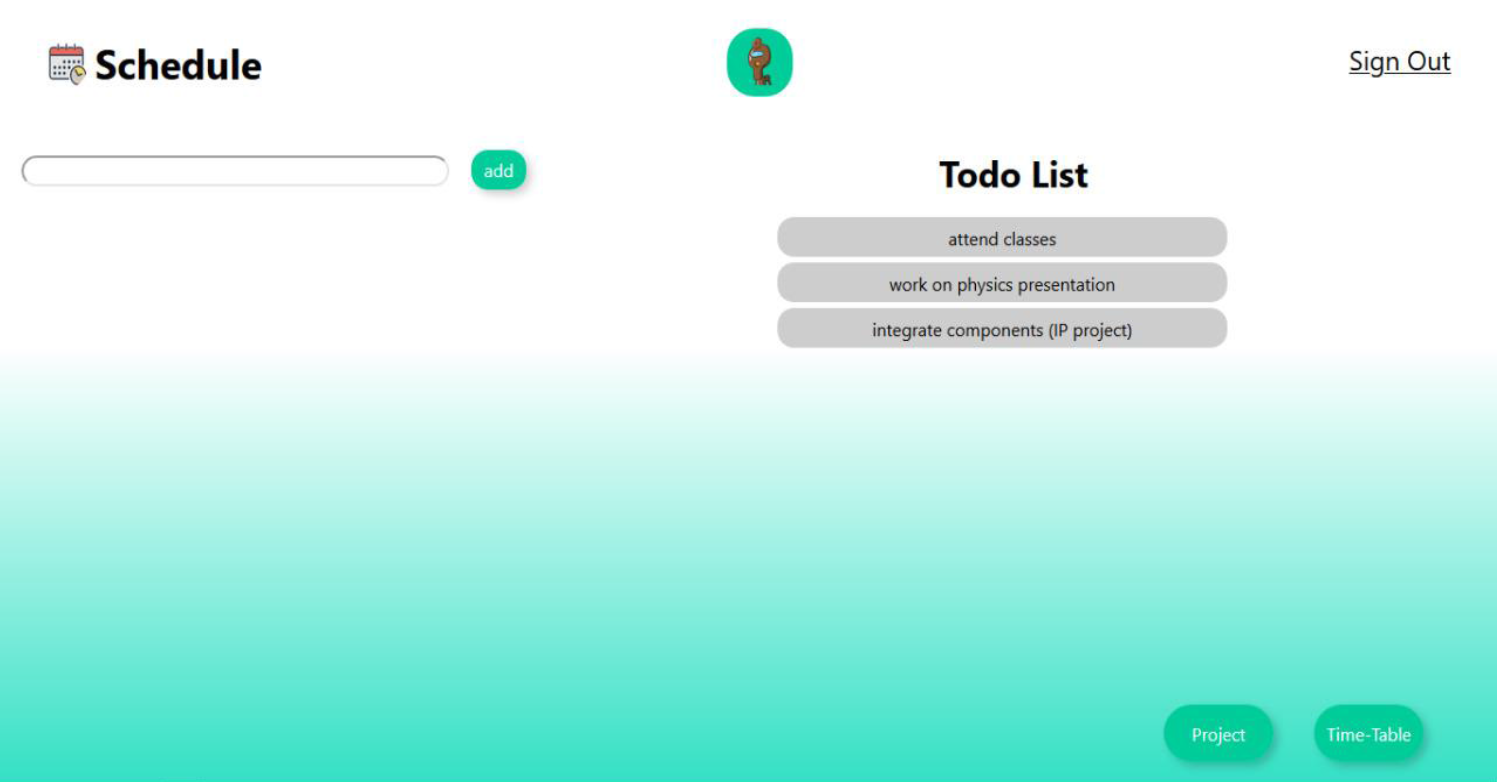 Schedule
Sign Out
add
Todo List
attend classes
work on physics presentation
integrate components (IP project)
Project
Time-Table